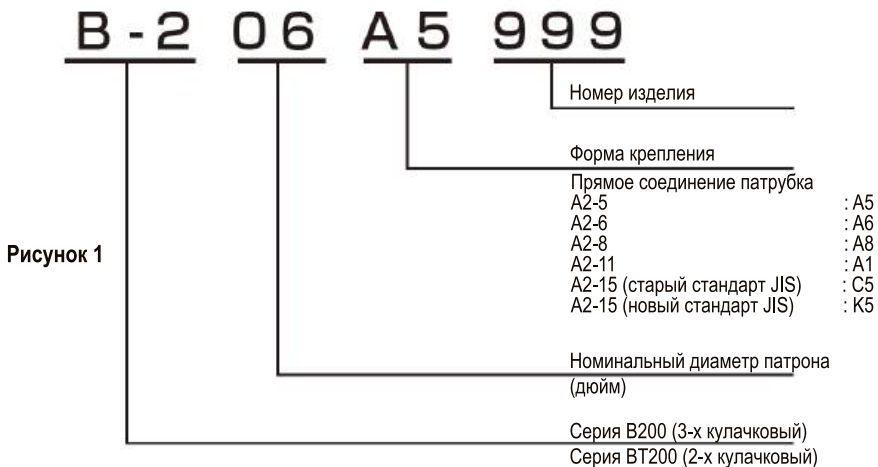 B-2 06 A5 999
Номер изделия
Форма крепления
Прямое соединение патрубка
A2-5 : A5
A2-6 : A6
A2-8 : A8
A2-11 : A1
A2-15 (старый стандарт JIS) : C5
A2-15 (новый стандарт JIS) : K5
Рисунок 1
Номинальный диаметр патрона
(дюйм)
Серия B200 (3-х кулачковый)
Серия BT200 (2-х кулачковый)